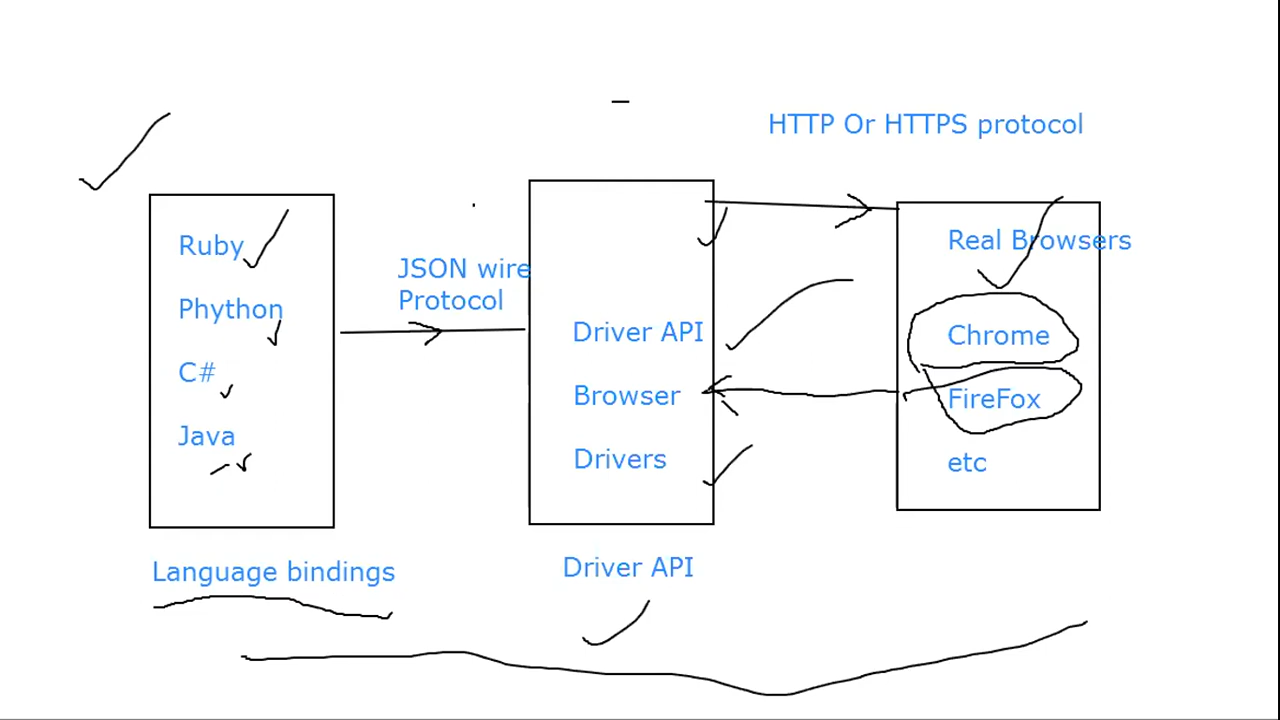 HTTP Or HTTPS protocol
Ruby
Phython
C#
Java
Language bindings
JSON wire
Protocol
Driver API
Browser
Drivers
Driver API
Real Browsers
Chrome
FireFox
etc